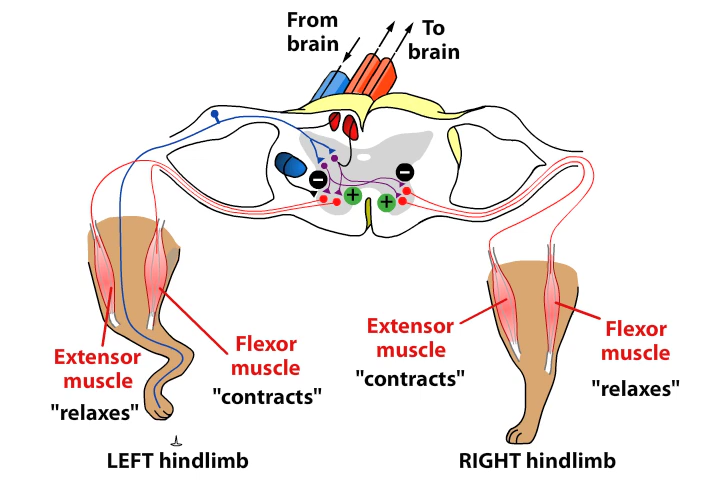 From
brain
To
brain
−
−
+
+
Extensor
muscle
"relaxes"
Flexor
muscle
"contracts"
Extensor
muscle
"contracts"
Flexor
muscle
"relaxes"
LEFT hindlimb
RIGHT hindlimb